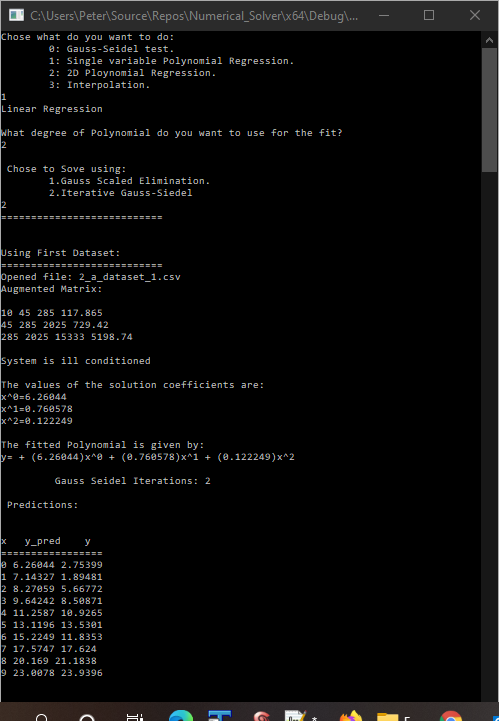 C:\Users\Peter\Source\Repos\Numerical_Solver\x64\Debug\...
Chose what do you want to do:
0: Gauss-Seidel test.
1: Single variable Polynomial Regression.
2: 2D Ploynomial Regression.
3: Interpolation.
1
Linear Regression
What degree of Polynomial do you want to use for the fit?
2
Chose to Sove using:
1.Gauss Scaled Elimination.
2.Iterative Gauss-Siedel
2
===========================
Using First Dataset:
===========================
Opened file: 2_a_dataset_1.csv
Augmented Matrix:
10 45 285 117.865
45 285 2025 729.42
285 2025 15333 5198.74
System is ill conditioned
The values of the solution coefficients are:
x^0=6.26044
x^1=0.760578
x^2=0.122249
The fitted Polynomial is given by:
y= + (6.26044)x^0 + (0.760578)x^1 + (0.122249)x^2
Gauss Seidel Iterations: 2
Predictions:
x y_pred y
=================
0 6.26044 2.75399
1 7.14327 1.89481
2 8.27059 5.66772
3 9.64242 8.50871
4 11.2587 10.9265
5 13.1196 13.5301
6 15.2249 11.8353
7 17.5747 17.624
8 20.169 21.1838
9 23.0078 23.9396